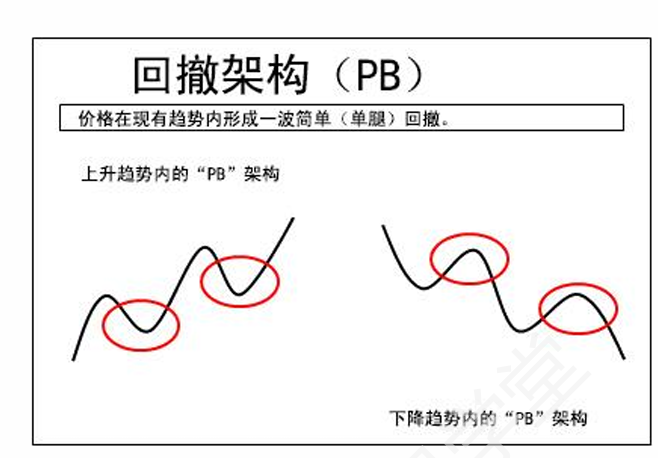 回撤架构（PB）
价格在现有趋势内形成一波简单（单腿）回撤。
上升趋势内的“PB”架构
下降趋势内的“PB”架构
学堂